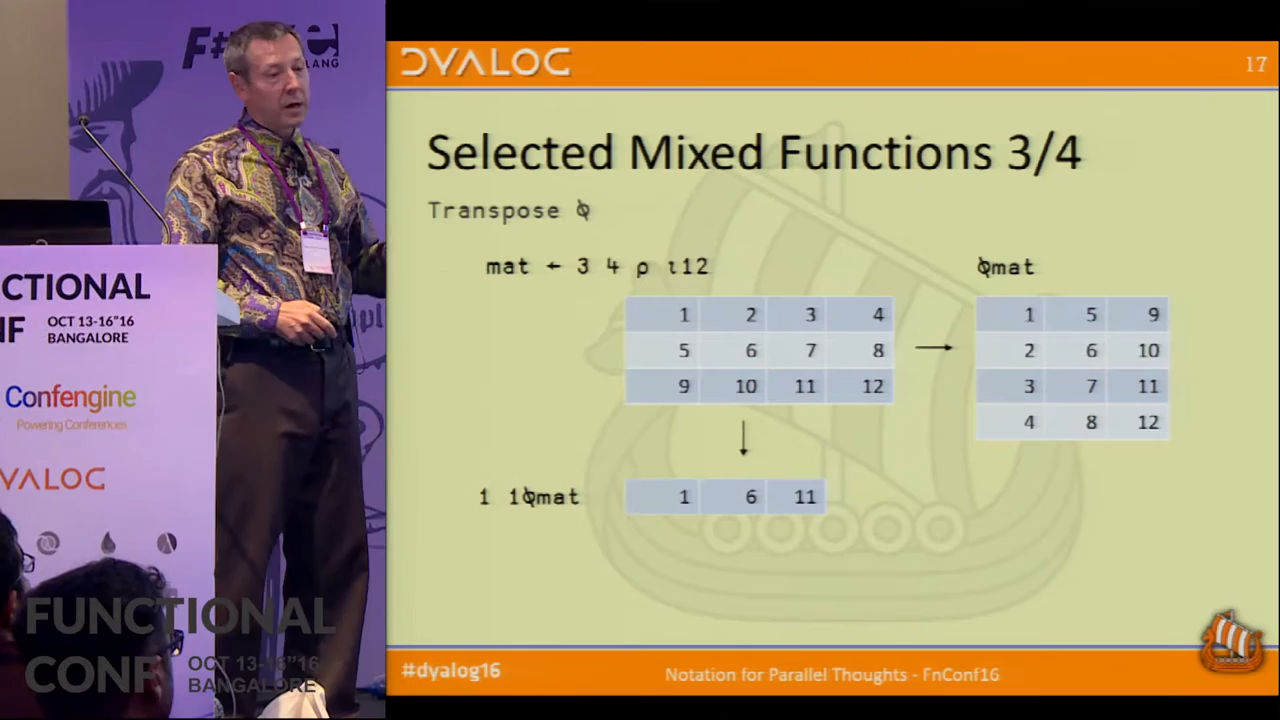 F#
LANG
CTIONAL
NF OCT 13-16"16
BANGALORE
Confengine
Powering Conferences
YALOG
FUNCTIONAL
CONF OCT 13-16"16
BANGALORE
DYALOG 17
Selected Mixed Functions 3/4
Transpose ⍉
mat ← 3 4 ⍴ ⍳12 ⍉mat
1 2 3 4
5 6 7 8
9 10 11 12
→
1 5 9
2 6 10
3 7 11
4 8 12
↓
1 1⍉mat 1 6 11
#dyalog16 Notation for Parallel Thoughts - FnConf16